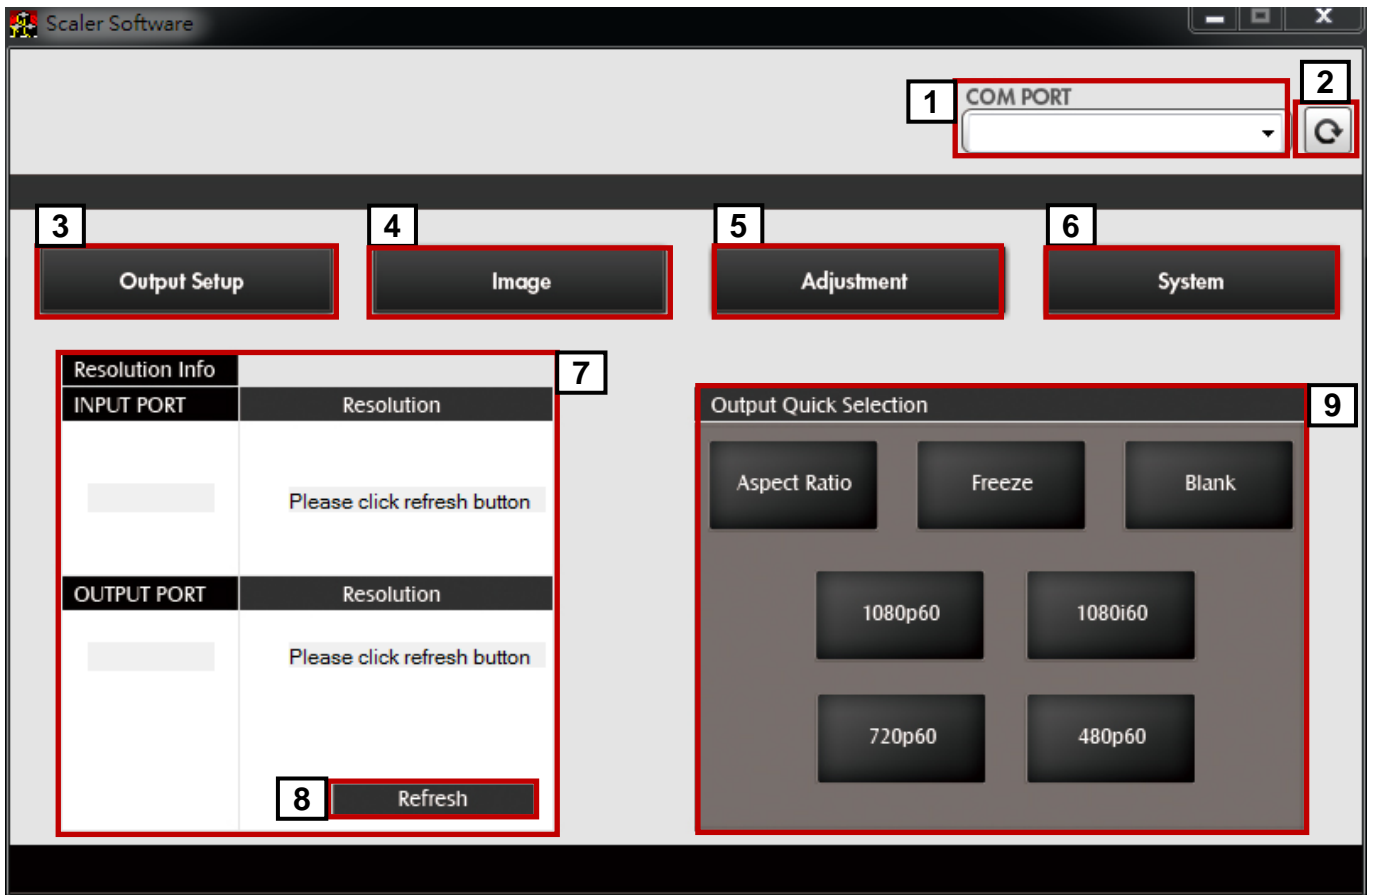 Scaler Software
X
1
COM PORT
2
3
4
5
6
Output Setup
Image
Adjustment
System
7
Resolution Info
INPUT PORT
Resolution
Please click refresh button
OUTPUT PORT
Resolution
Please click refresh button
8
Refresh
9
Output Quick Selection
Aspect Ratio
Freeze
Blank
1080p60
1080i60
720p60
480p60